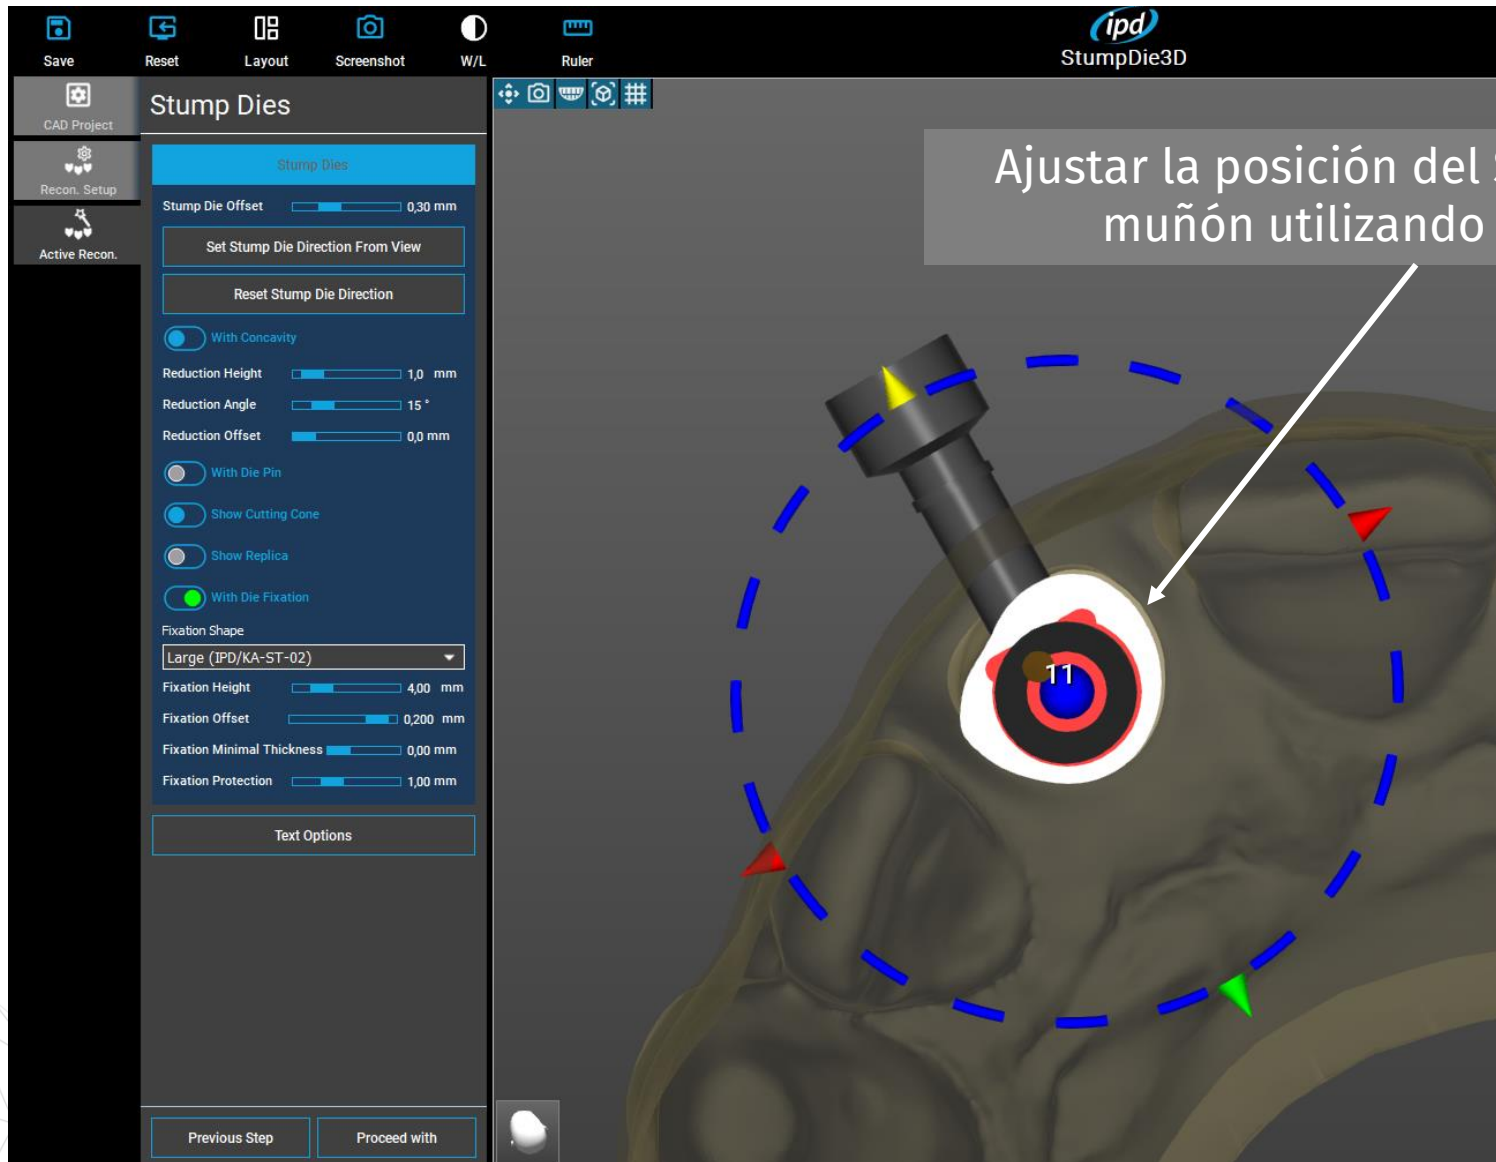 Save
Reset
Layout
Screenshot
W/L
Ruler
ipd
StumpDie3D
CAD Project
Recon. Setup
Active Recon.
Stump Dies
Stump Dies
Stump Die Offset 0,30 mm
Set Stump Die Direction From View
Reset Stump Die Direction
With Concavity
Reduction Height 1,0 mm
Reduction Angle 15 °
Reduction Offset 0,0 mm
With Die Pin
Show Cutting Cone
Show Replica
With Die Fixation
Fixation Shape
Large (IPD/KA-ST-02)
Fixation Height 4,00 mm
Fixation Offset 0,200 mm
Fixation Minimal Thickness 0,00 mm
Fixation Protection 1,00 mm
Text Options
Previous Step
Proceed with
Ajustar la posición del
muñón utilizando
11